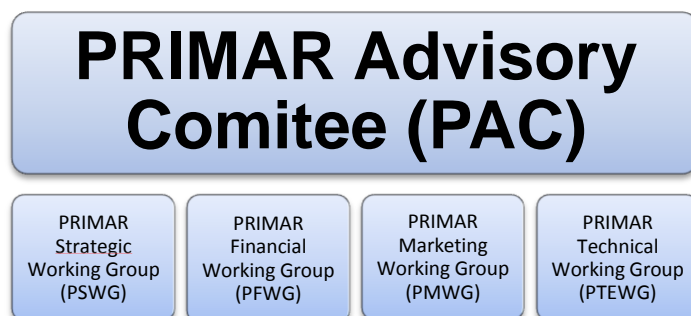 PRIMAR Advisory
Comitee (PAC)
PRIMAR
Strategic
Working Group
(PSWG)
PRIMAR
Financial
Working Group
(PFWG)
PRIMAR
Marketing
Working Group
(PMWG)
PRIMAR
Technical
Working Group
(PTEWG)